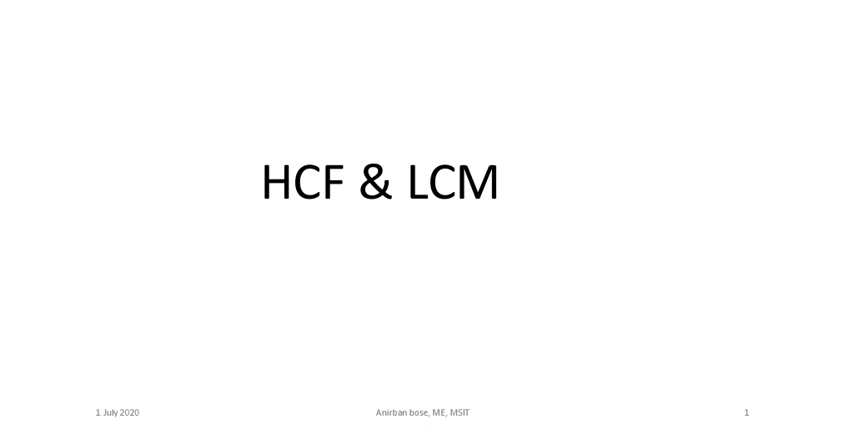 HCF & LCM
1 July 2020
Anirban bose, ME, MSIT
1